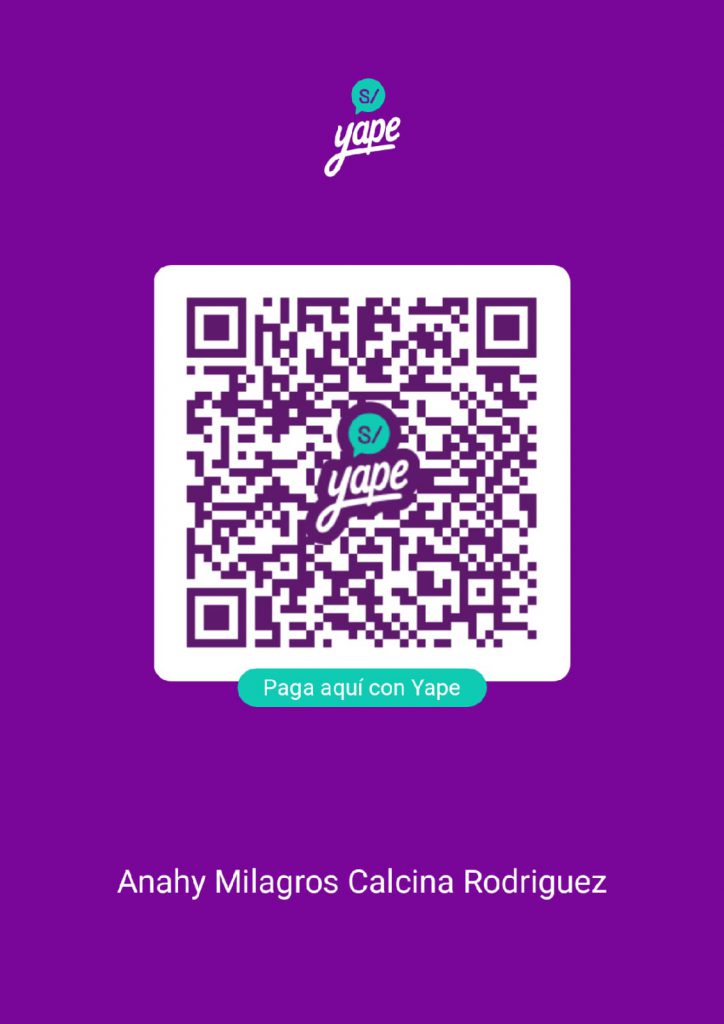 S/
yape
S/
yape
Paga aquí con Yape
Anahy Milagros Calcina Rodriguez